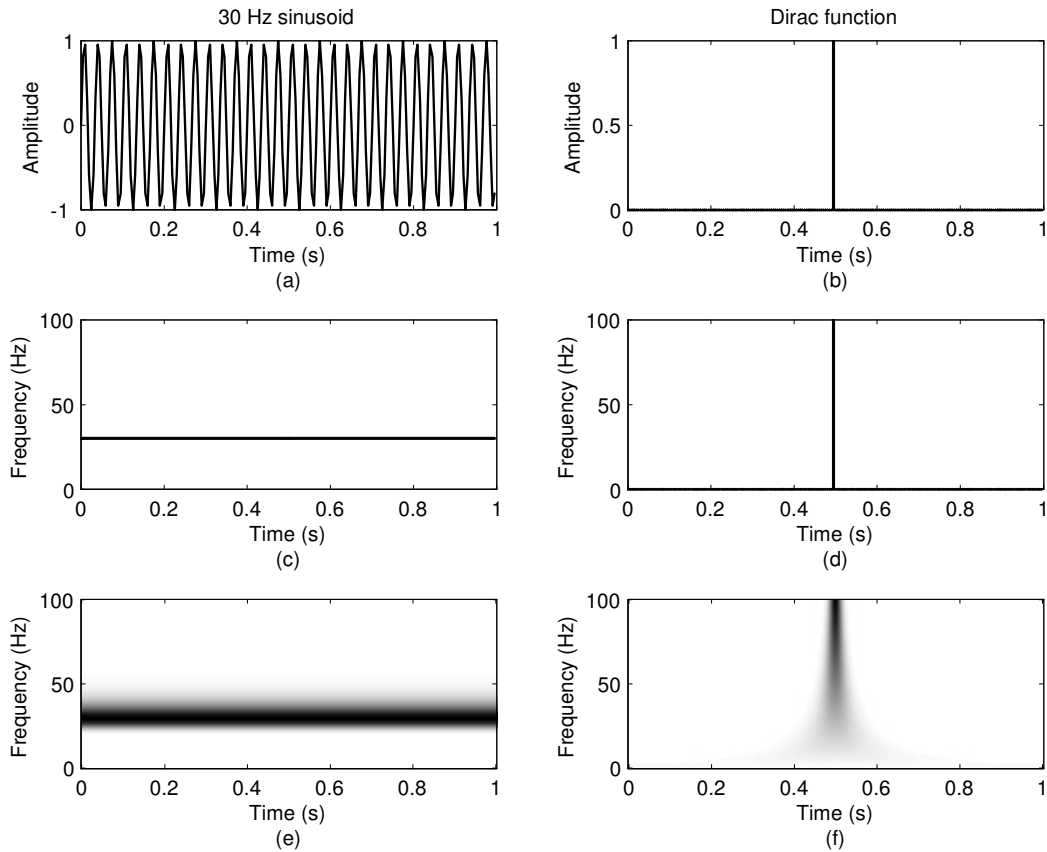 30 Hz sinusoid
Dirac function
1
0
-1
Amplitude
0 0.2 0.4 0.6 0.8 1
Time (s)
(a)
1
0.5
0
Amplitude
0 0.2 0.4 0.6 0.8 1
Time (s)
(b)
100
50
0
Frequency (Hz)
0 0.2 0.4 0.6 0.8 1
Time (s)
(c)
100
50
0
Frequency (Hz)
0 0.2 0.4 0.6 0.8 1
Time (s)
(d)
100
50
0
Frequency (Hz)
0 0.2 0.4 0.6 0.8 1
Time (s)
(e)
100
50
0
Frequency (Hz)
0 0.2 0.4 0.6 0.8 1
Time (s)
(f)